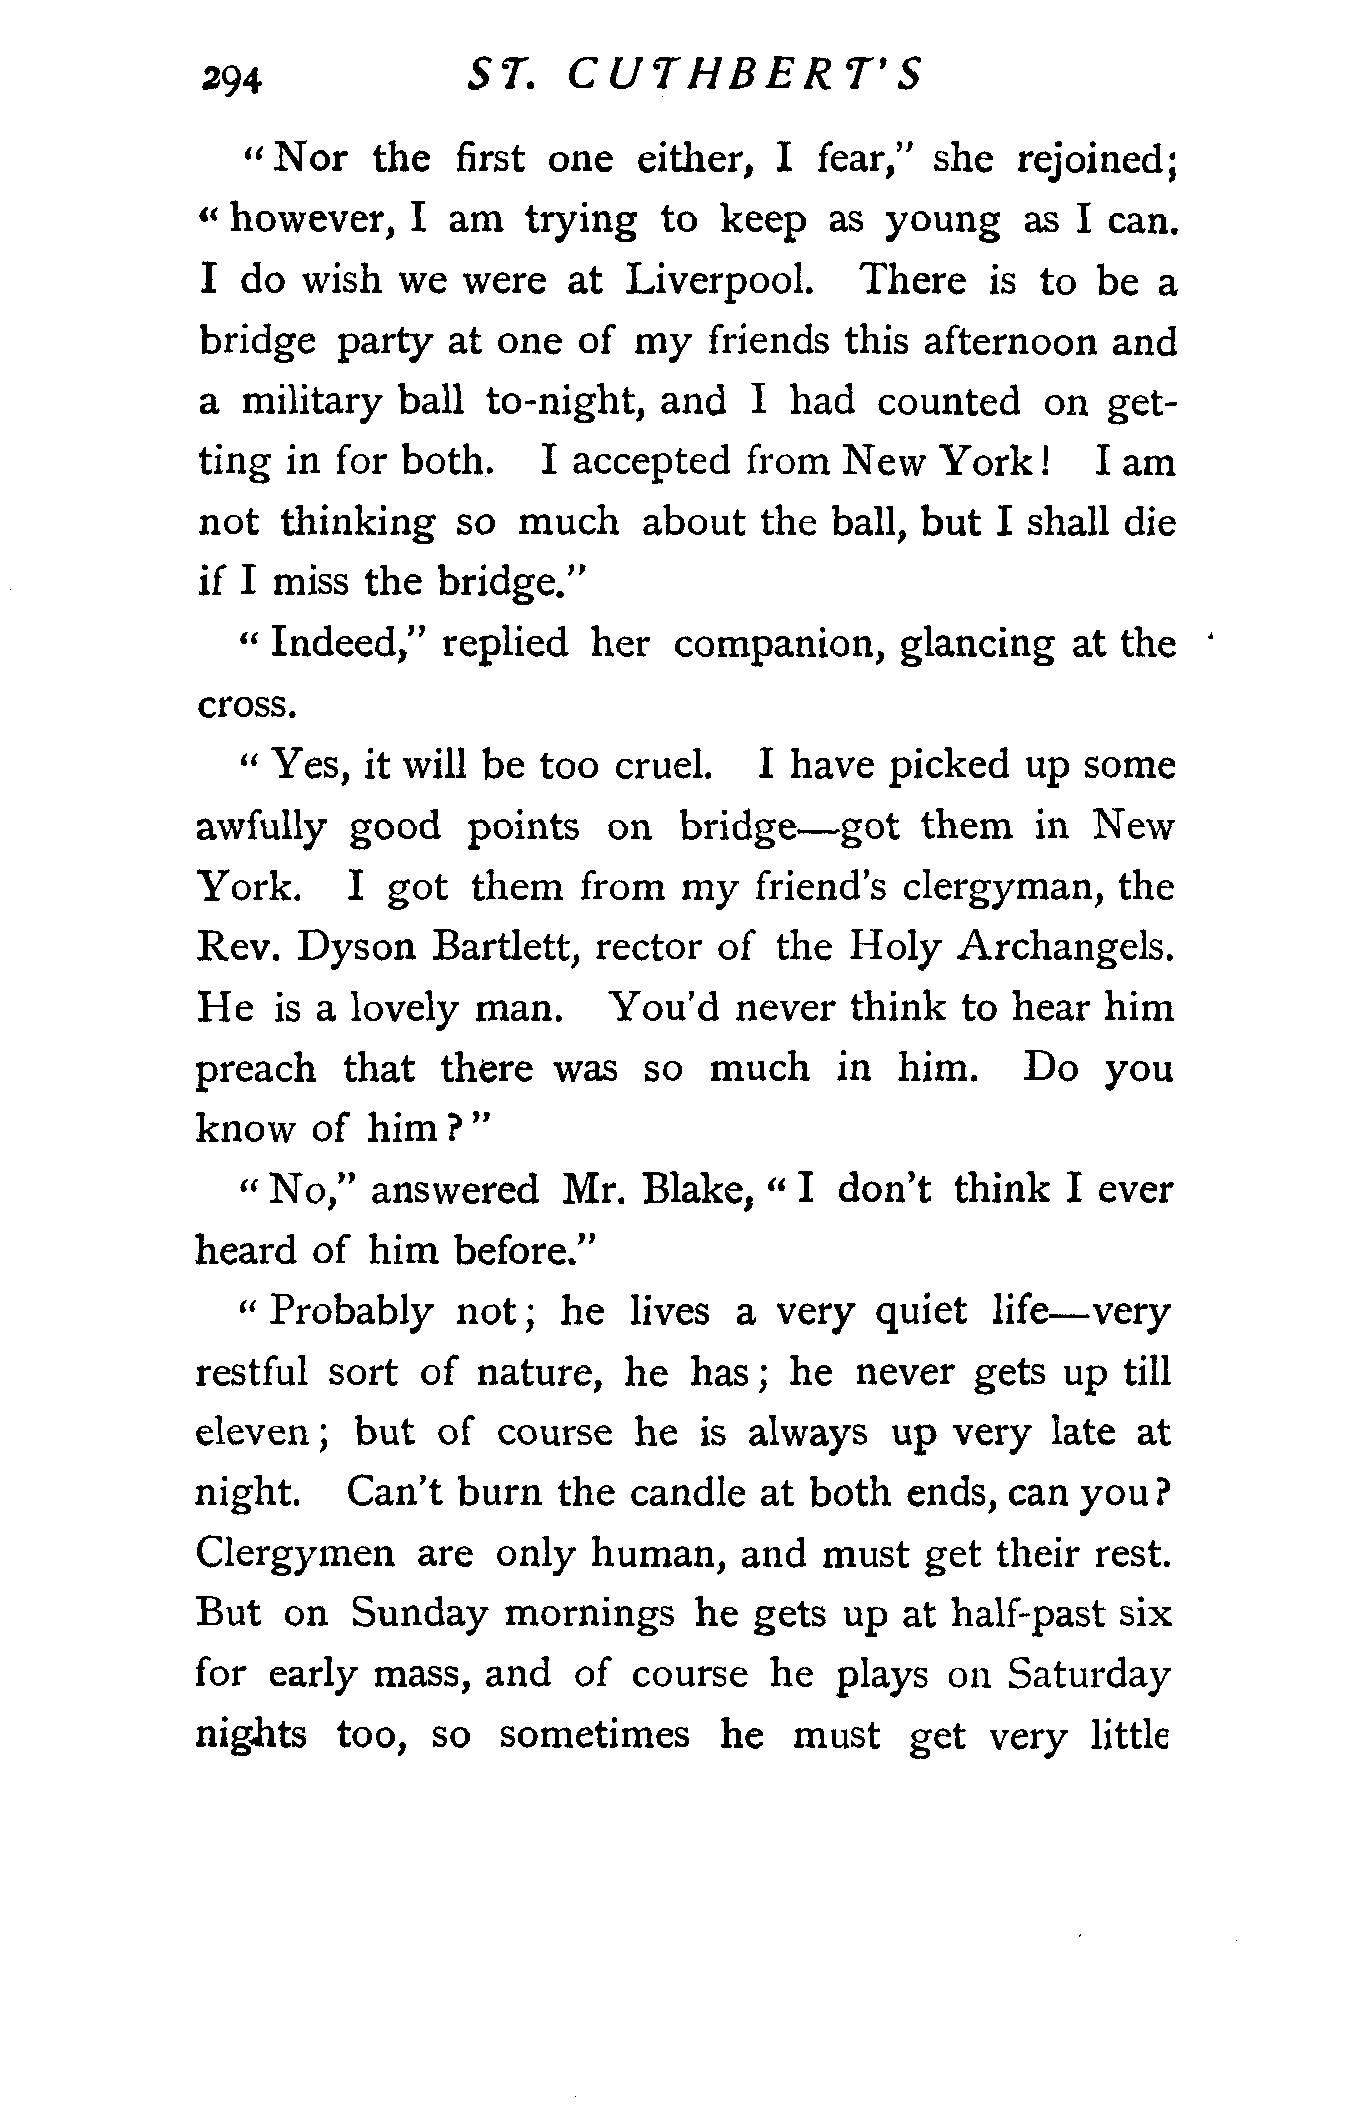 294 ST. CUTHBERT'S
"Nor the first one either, I fear," she rejoined;
"however, I am trying to keep as young as I can.
I do wish we were at Liverpool. There is to be a
bridge party at one of my friends this afternoon and
a military ball to-night, and I had counted on get-
ting in for both. I accepted from New York! I am
not thinking so much about the ball, but I shall die
if I miss the bridge."
"Indeed," replied her companion, glancing at the
cross.
"Yes, it will be too cruel. I have picked up some
awfully good points on bridge—got them in New
York. I got them from my friend's clergyman, the
Rev. Dyson Bartlett, rector of the Holy Archangels.
He is a lovely man. You'd never think to hear him
preach that there was so much in him. Do you
know of him?"
"No," answered Mr. Blake, "I don't think I ever
heard of him before."
"Probably not; he lives a very quiet life—very
restful sort of nature, he has; he never gets up till
eleven; but of course he is always up very late at
night. Can't burn the candle at both ends, can you?
Clergymen are only human, and must get their rest.
But on Sunday mornings he gets up at half-past six
for early mass, and of course he plays on Saturday
nights too, so sometimes he must get very little